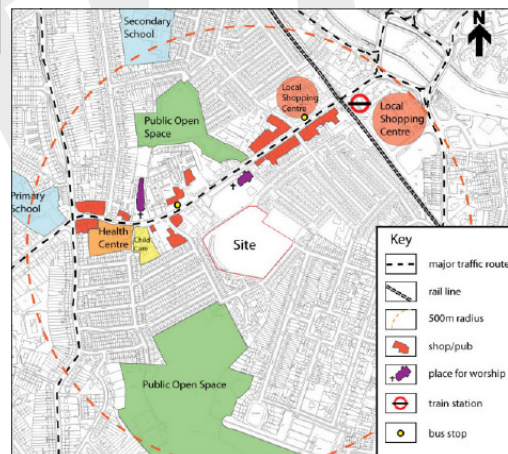 Secondary
School
N
Local
Shopping
Centre
Local
Shopping
Centre
Public Open
Space
Primary
School
Health
Centre
Child
Care
Site
Public Open Space
Key
major traffic route
rail line
500m radius
shop/pub
place for worship
train station
bus stop